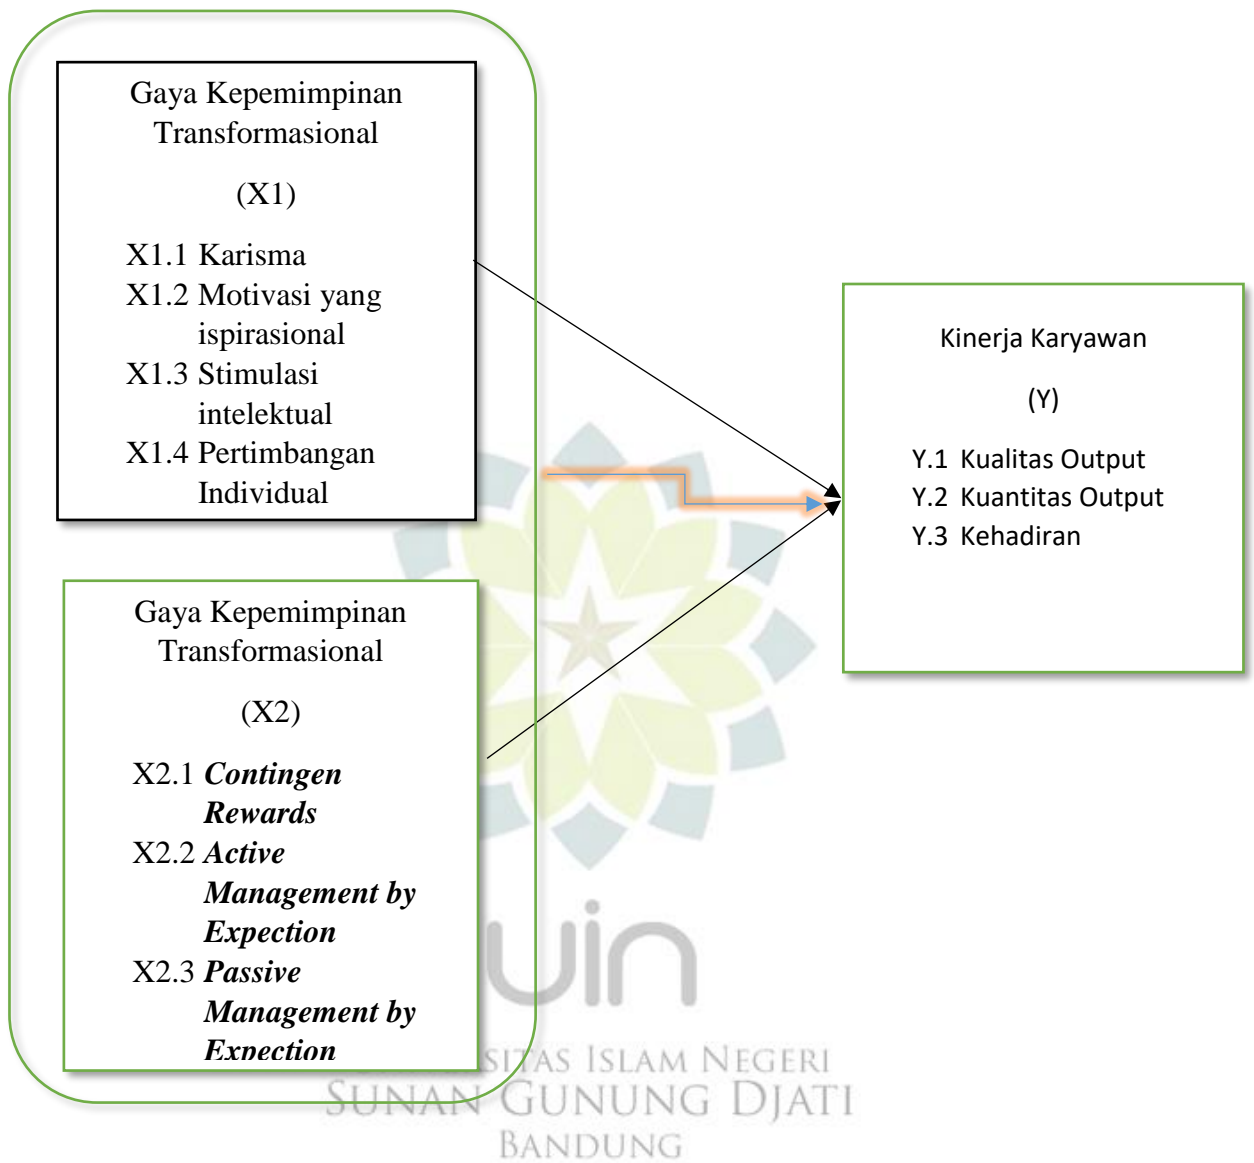 Gaya Kepemimpinan
Transformasional
(X1)
X1.1 Karisma
X1.2 Motivasi yang
ispirasional
X1.3 Stimulasi
intelektual
X1.4 Pertimbangan
Individual
Gaya Kepemimpinan
Transformasional
(X2)
X2.1 Contingen
Rewards
X2.2 Active
Management by
Expection
X2.3 Passive
Management by
Expection
Kinerja Karyawan
(Y)
Y.1 Kualitas Output
Y.2 Kuantitas Output
Y.3 Kehadiran
uin
ISLAM NEGERI
SUNAN GUNUNG DJATI
BANDUNG